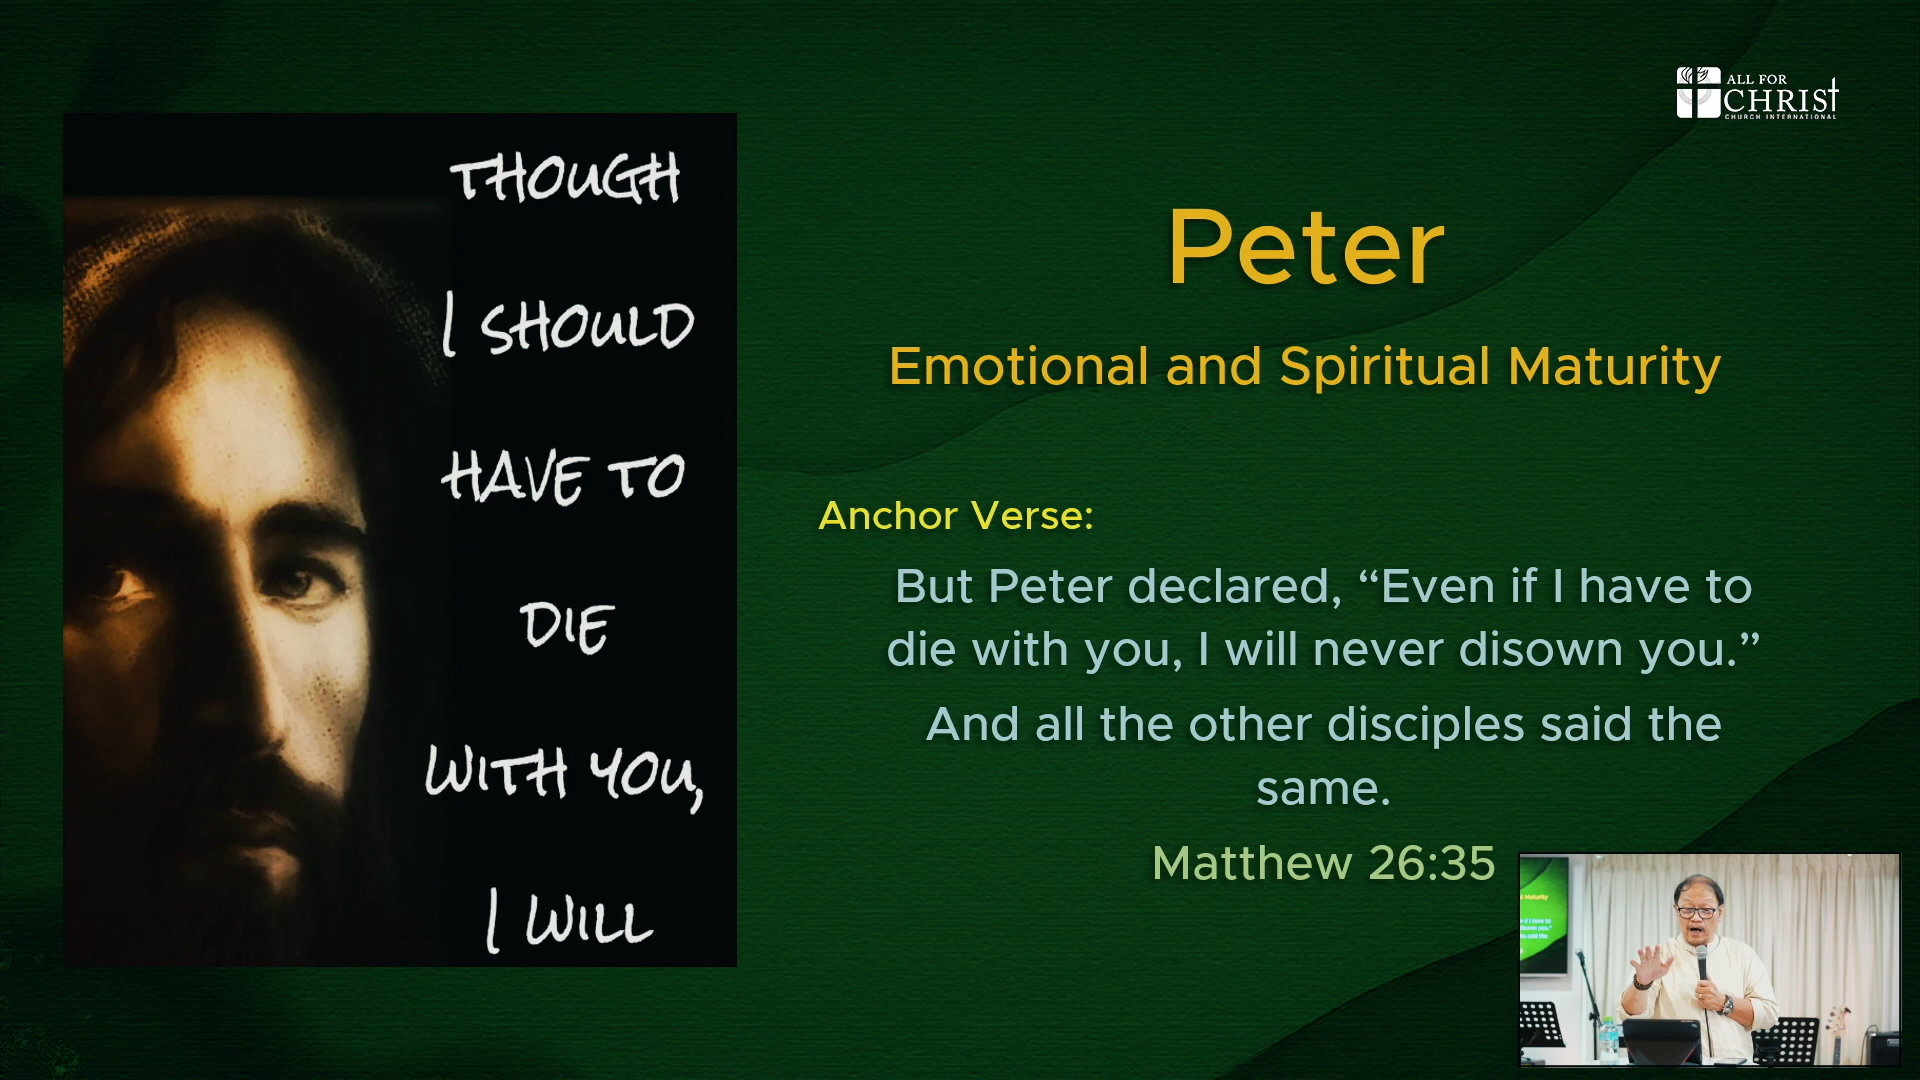 ALL FOR
CHRIST
CHURCH INTERNATIONAL
THOUGH
I SHOULD
HAVE TO
DIE
WITH YOU,
I WILL
Peter
Emotional and Spiritual Maturity
Anchor Verse:
But Peter declared, “Even if I have to
die with you, I will never disown you.”
And all the other disciples said the
same.
Matthew 26:35